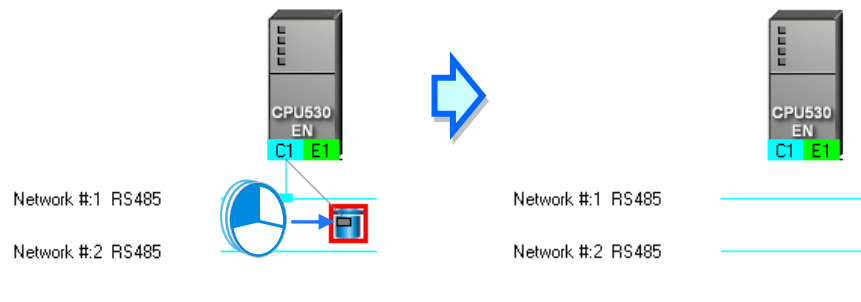 CPU530
EN
C1 E1
Network #:1 RS485
Network #:2 RS485
CPU530
EN
C1 E1
Network #:1 RS485
Network #:2 RS485